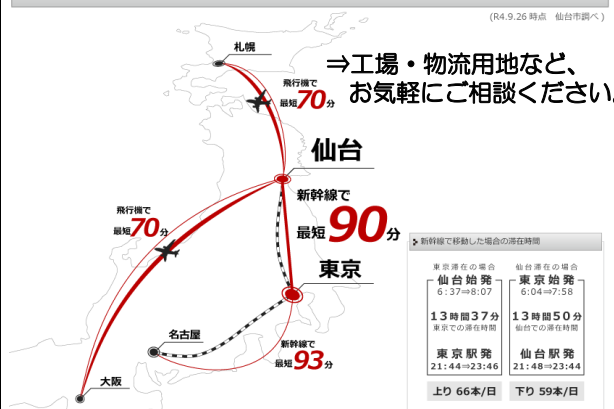 (R4.9.26 時点　仙台市調べ)
札幌
⇒工場・物流用地など、
お気軽にご相談ください。
飛行機で
最短70分
仙台
新幹線で
最短90分
飛行機で
最短70分
東京
名古屋
新幹線で
最短93分
大阪
新幹線で移動した場合の滞在時間
東京滞在の場合
仙台始発
6:37⇒8:07
13時間37分
東京での滞在時間
東京駅発
21:44⇒23:46
上り 66本/日
仙台滞在の場合
東京始発
6:04⇒7:58
13時間50分
仙台での滞在時間
仙台駅発
21:48⇒23:44
下り 59本/日